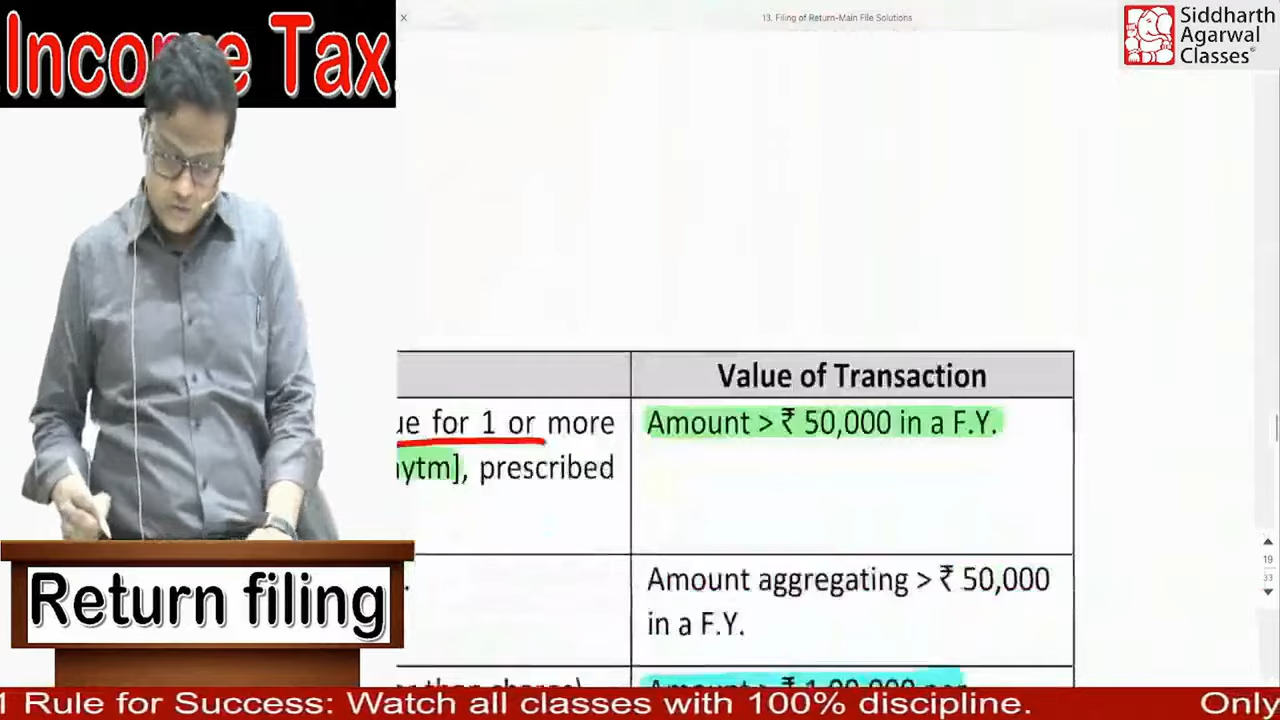 Income Tax.
13. Filing of Return-Main File Solutions
Siddharth
Agarwal
Classes®
Value of Transaction
ue for 1 or more
Amount > ₹ 50,000 in a F.Y.
ytm], prescribed
Amount aggregating > ₹ 50,000
in a F.Y.
19
33
Return filing
1 Rule for Success: Watch all classes with 100% discipline.
Only